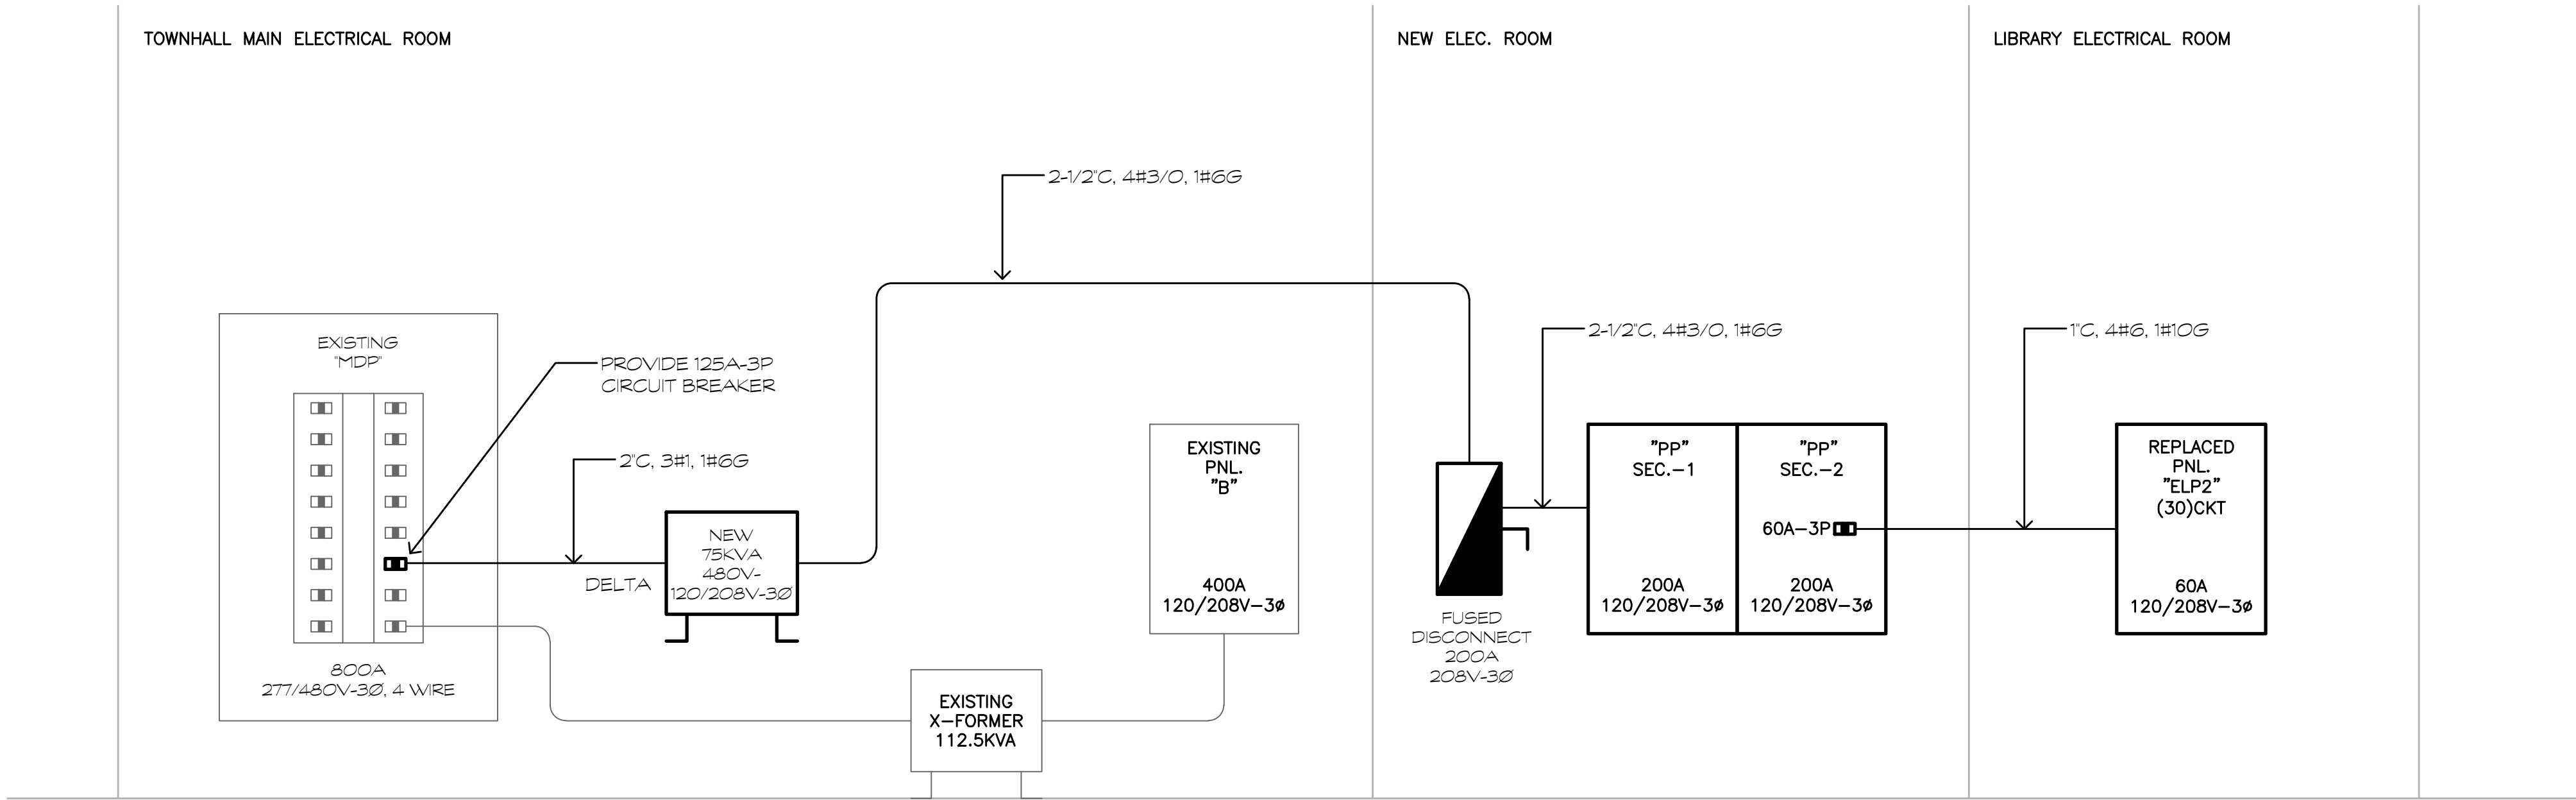 TOWNHALL MAIN ELECTRICAL ROOM
NEW ELEC. ROOM
LIBRARY ELECTRICAL ROOM
2-1/2"C, 4#3/0, 1#6G
EXISTING
"MDP"
PROVIDE 125A-3P
CIRCUIT BREAKER
2"C, 3#1, 1#6G
DELTA
NEW
75KVA
480V-
120/208V-3Ø
800A
277/480V-3Ø, 4 WIRE
EXISTING
X-FORMER
112.5KVA
EXISTING
PNL.
"B"
400A
120/208V-3ø
2-1/2"C, 4#3/0, 1#6G
FUSED
DISCONNECT
200A
208V-3Ø
"PP"
SEC.-1
200A
120/208V-3ø
"PP"
SEC.-2
60A-3P
200A
120/208V-3ø
1"C, 4#6, 1#10G
REPLACED
PNL.
"ELP2"
(30)CKT
60A
120/208V-3ø